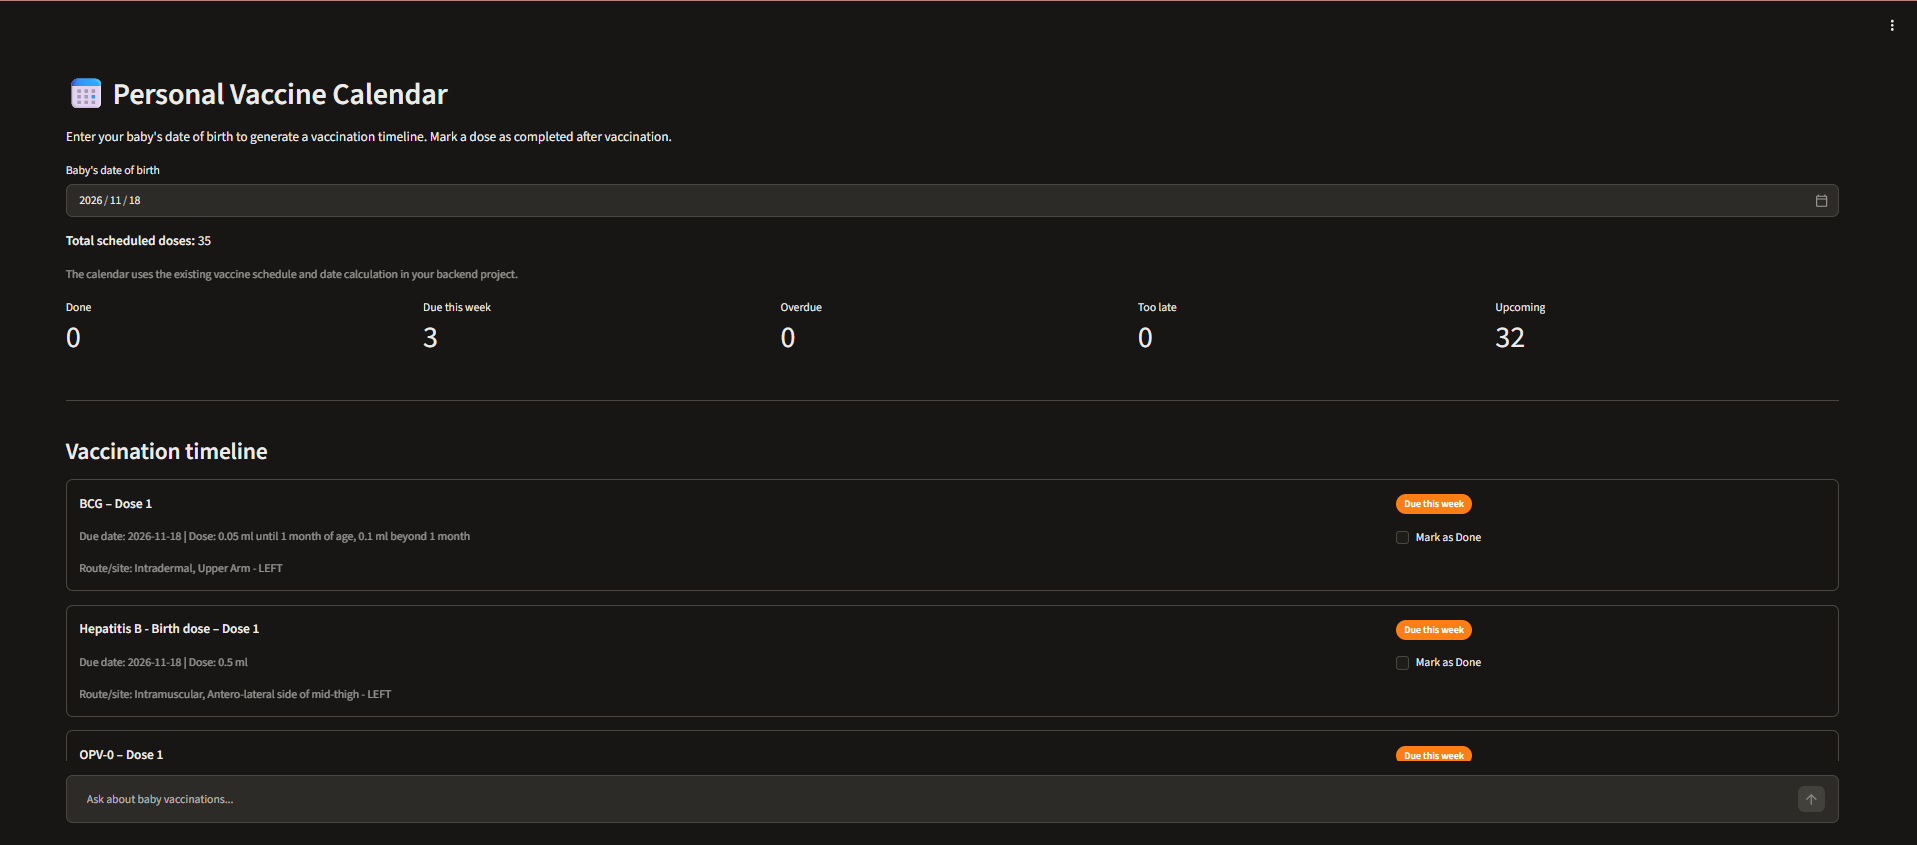 Personal Vaccine Calendar
Enter your baby's date of birth to generate a vaccination timeline. Mark a dose as completed after vaccination.
Baby's date of birth
2026 / 11 / 18
Total scheduled doses: 35
The calendar uses the existing vaccine schedule and date calculation in your backend project.
Done
0
Due this week
3
Overdue
0
Too late
0
Upcoming
32
Vaccination timeline
BCG – Dose 1
Due this week
Due date: 2026-11-18 | Dose: 0.05 ml until 1 month of age, 0.1 ml beyond 1 month
Mark as Done
Route/site: Intradermal, Upper Arm - LEFT
Hepatitis B - Birth dose – Dose 1
Due this week
Due date: 2026-11-18 | Dose: 0.5 ml
Mark as Done
Route/site: Intramuscular, Antero-lateral side of mid-thigh - LEFT
OPV-0 – Dose 1
Due this week
Ask about baby vaccinations...